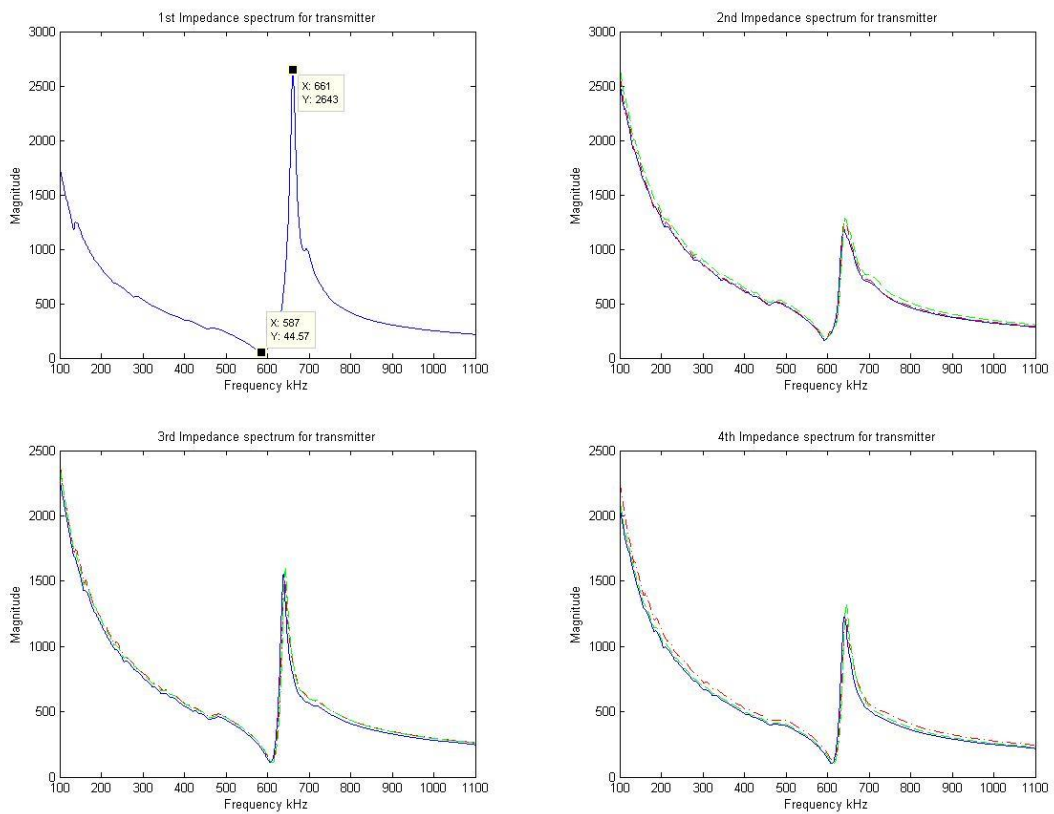 1st Impedance spectrum for transmitter
3000
2500
2000
1500
1000
500
0
Magnitude
X: 661
Y: 2643
X: 587
Y: 44.57
100 200 300 400 500 600 700 800 900 1000 1100
Frequency kHz
2nd Impedance spectrum for transmitter
3000
2500
2000
1500
1000
500
0
Magnitude
100 200 300 400 500 600 700 800 900 1000 1100
Frequency kHz
3rd Impedance spectrum for transmitter
2500
2000
1500
1000
500
0
Magnitude
100 200 300 400 500 600 700 800 900 1000 1100
Frequency kHz
4th Impedance spectrum for transmitter
2500
2000
1500
1000
500
0
Magnitude
100 200 300 400 500 600 700 800 900 1000 1100
Frequency kHz